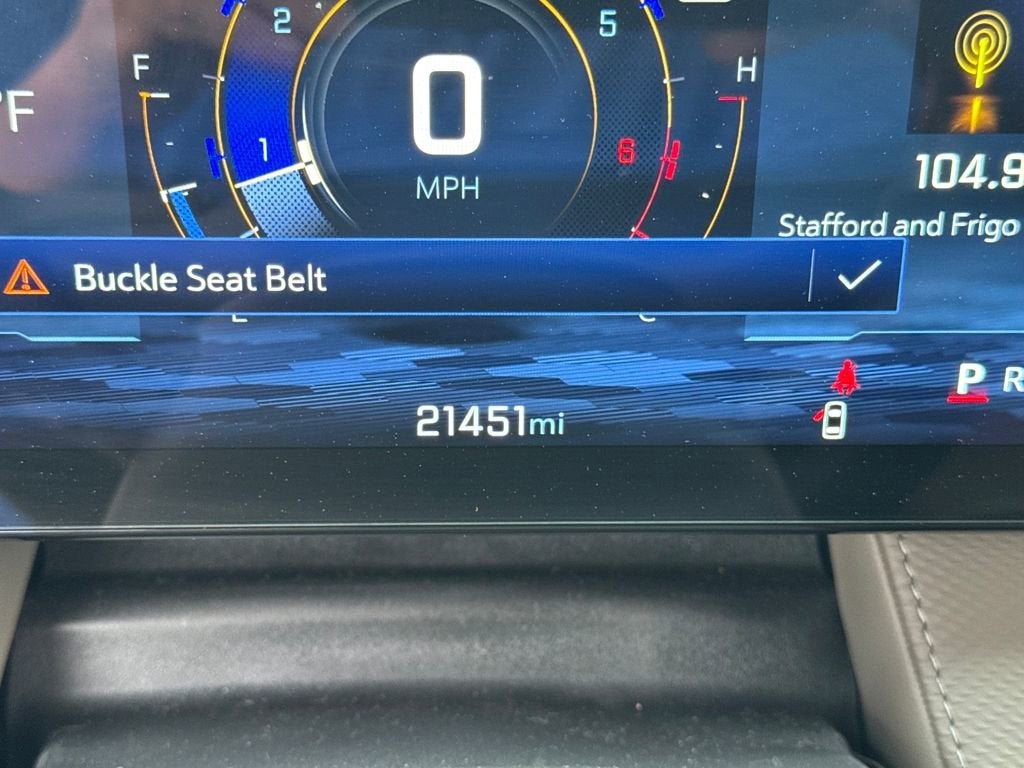 2
5
F
H
°F
0
1
6
104.9
MPH
Stafford and Frigo
Buckle Seat Belt
21451mi
P R